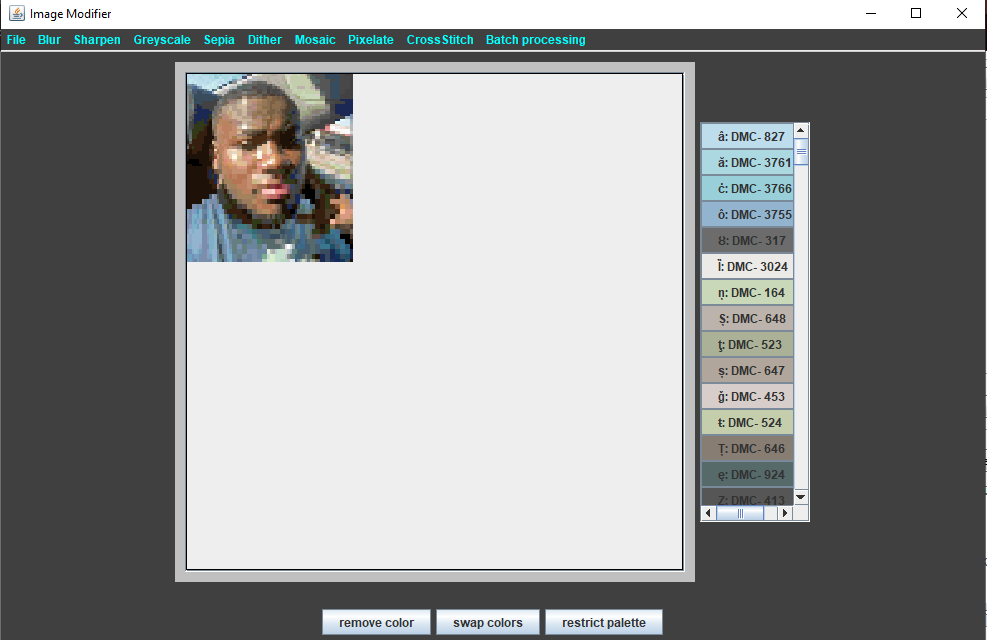 Image Modifier
File Blur Sharpen Greyscale Sepia Dither Mosaic Pixelate CrossStitch Batch processing
â: DMC- 827
ã: DMC- 3761
ċ: DMC- 3766
ô: DMC- 3755
8: DMC- 317
Ȉ: DMC- 3024
ņ: DMC- 164
Ș: DMC- 648
ţ: DMC- 523
ș: DMC- 647
ğ: DMC- 453
ŧ: DMC- 524
Ț: DMC- 646
ę: DMC- 924
Z: DMC- 413
remove color swap colors restrict palette